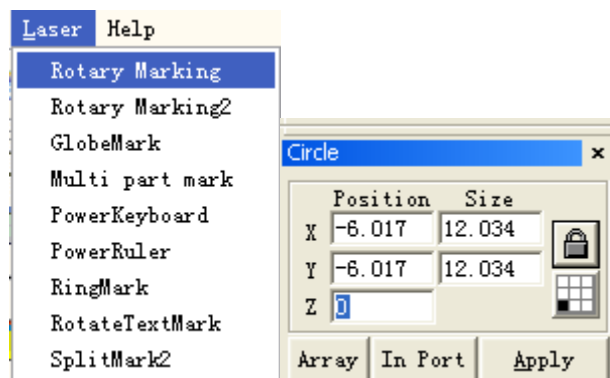 Laser Help
Rotary Marking
Rotary Marking2
GlobeMark
Multi part mark
PowerKeyboard
PowerRuler
RingMark
RotateTextMark
SplitMark2
Circle x
Position Size
X -6.017 12.034
Y -6.017 12.034
Z 0
Array In Port Apply